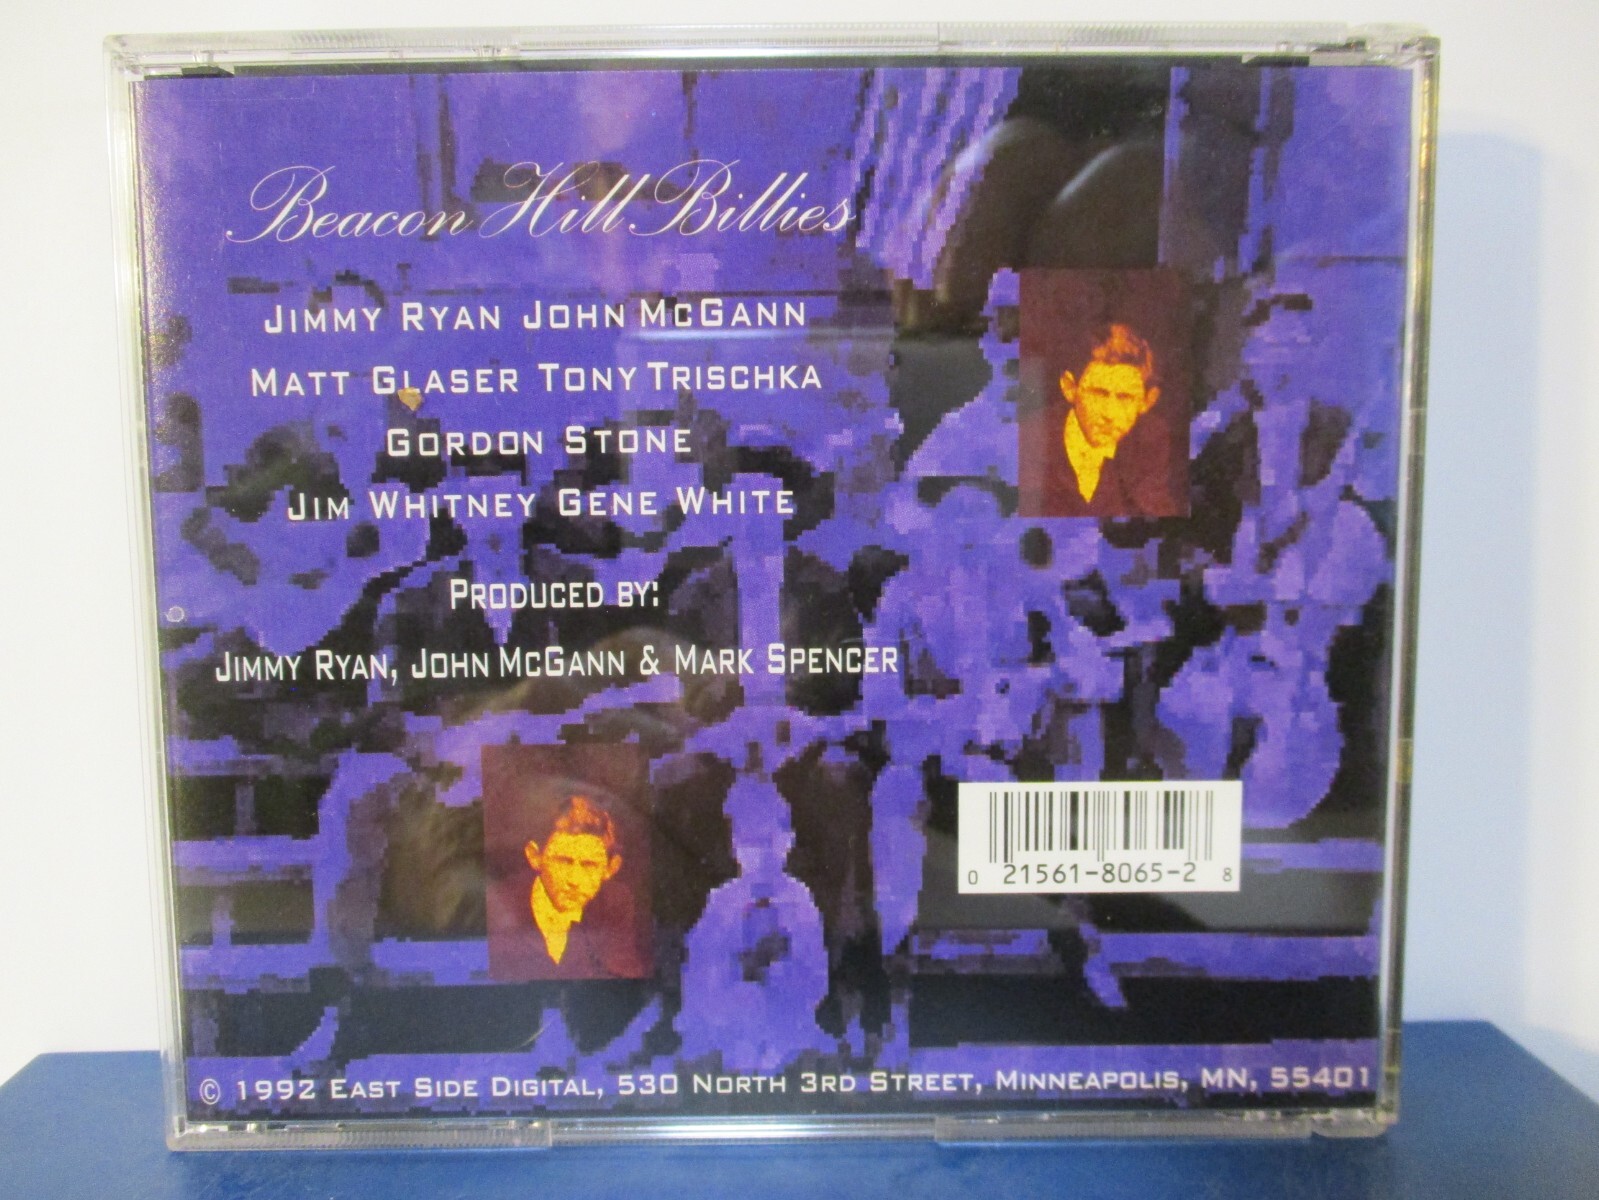 Beacon Hill Billies
JIMMY RYAN JOHN MCGANN
MATT GLASER TONY TRISCHKA
GORDON STONE
JIM WHITNEY GENE WHITE
PRODUCED BY:
JIMMY RYAN, JOHN MCGANN & MARK SPENCER
0 21561-8065-2 8
© 1992 EAST SIDE DIGITAL, 530 NORTH 3RD STREET, MINNEAPOLIS, MN, 55401